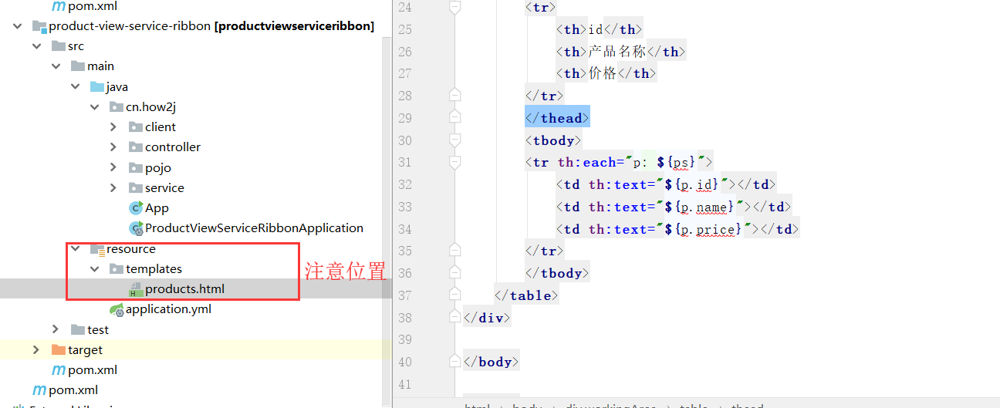 pom.xml
product-view-service-ribbon [productviewserviceribbon]
src
main
java
cn.how2j
client
controller
pojo
service
App
ProductViewServiceRibbonApplication
resource
templates
products.html
application.yml
test
target
pom.xml
pom.xml
注意位置
24 <tr>
25 <th>id</th>
26 <th>产品名称</th>
27 <th>价格</th>
28 </tr>
29 </thead>
30 <tbody>
31 <tr th:each="p: ${ps}">
32 <td th:text="${p.id}"></td>
33 <td th:text="${p.name}"></td>
34 <td th:text="${p.price}"></td>
35 </tr>
36 </tbody>
37 </table>
38 </div>
39
40 </body>
41